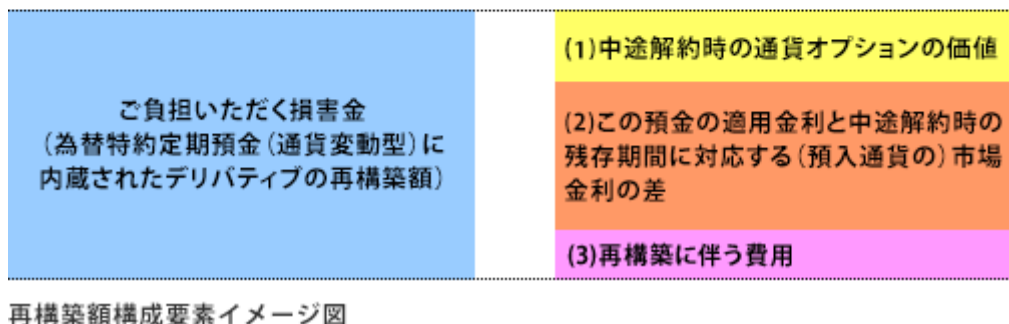 ご負担いただく損害金
（為替特約定期預金（通貨変動型）に
内蔵されたデリバティブの再構築額）
(1)中途解約時の通貨オプションの価値
(2)この預金の適用金利と中途解約時の
残存期間に対応する（預入通貨の）市場
金利の差
(3)再構築に伴う費用
再構築額構成要素イメージ図